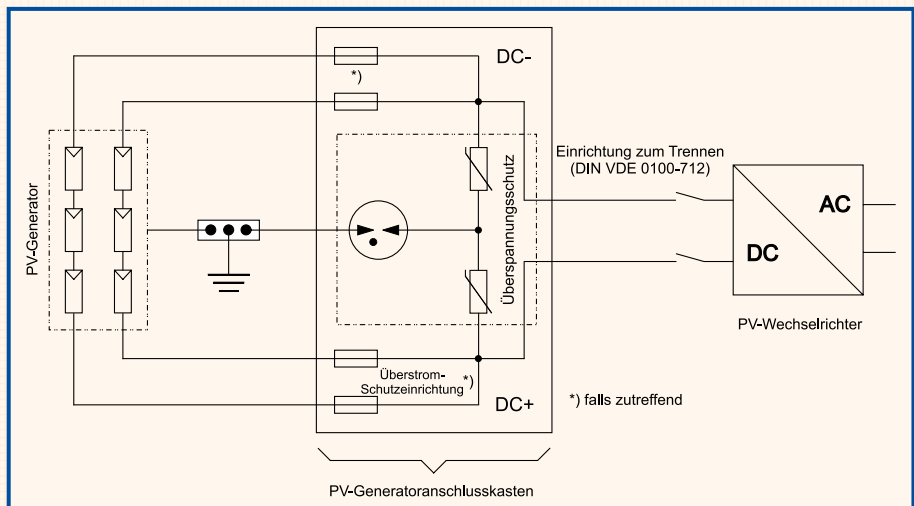 DC-
*)
Einrichtung zum Trennen
(DIN VDE 0100-712)
PV-Generator
Überspannungsschutz
AC
DC
PV-Wechselrichter
Überstrom-
Schutzeinrichtung *)
DC+
*) falls zutreffend
PV-Generatoranschlusskasten